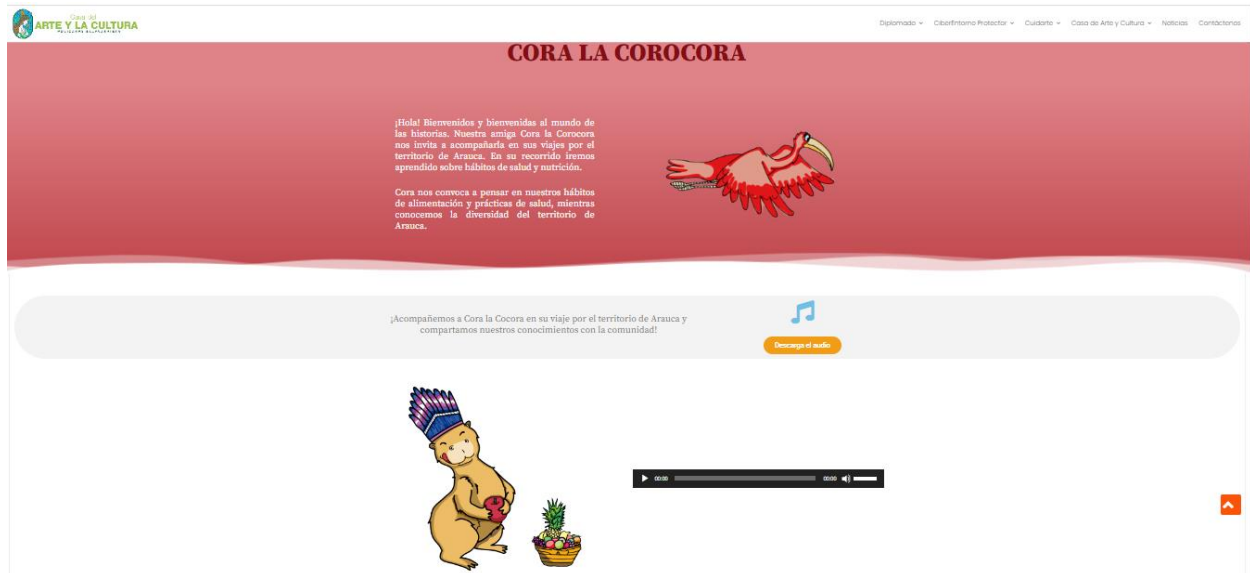 Casa del
ARTE Y LA CULTURA
Diplomado
CiberEntorno Protector
Cuidarte
Casa de Arte y Cultura
Noticias
Contáctenos
CORA LA COROCORA
¡Hola! Bienvenidos y bienvenidas al mundo de
las historias. Nuestra amiga Cora la Corocora
nos invita a acompañarla en sus viajes por el
territorio de Arauca. En su recorrido iremos
aprendido sobre hábitos de salud y nutrición.
Cora nos convoca a pensar en nuestros hábitos
de alimentación y prácticas de salud, mientras
conocemos la diversidad del territorio de
Arauca.
¡Acompañemos a Cora la Cocora en su viaje por el territorio de Arauca y
compartamos nuestros conocimientos con la comunidad!
Descarga el audio
00:00
00:00